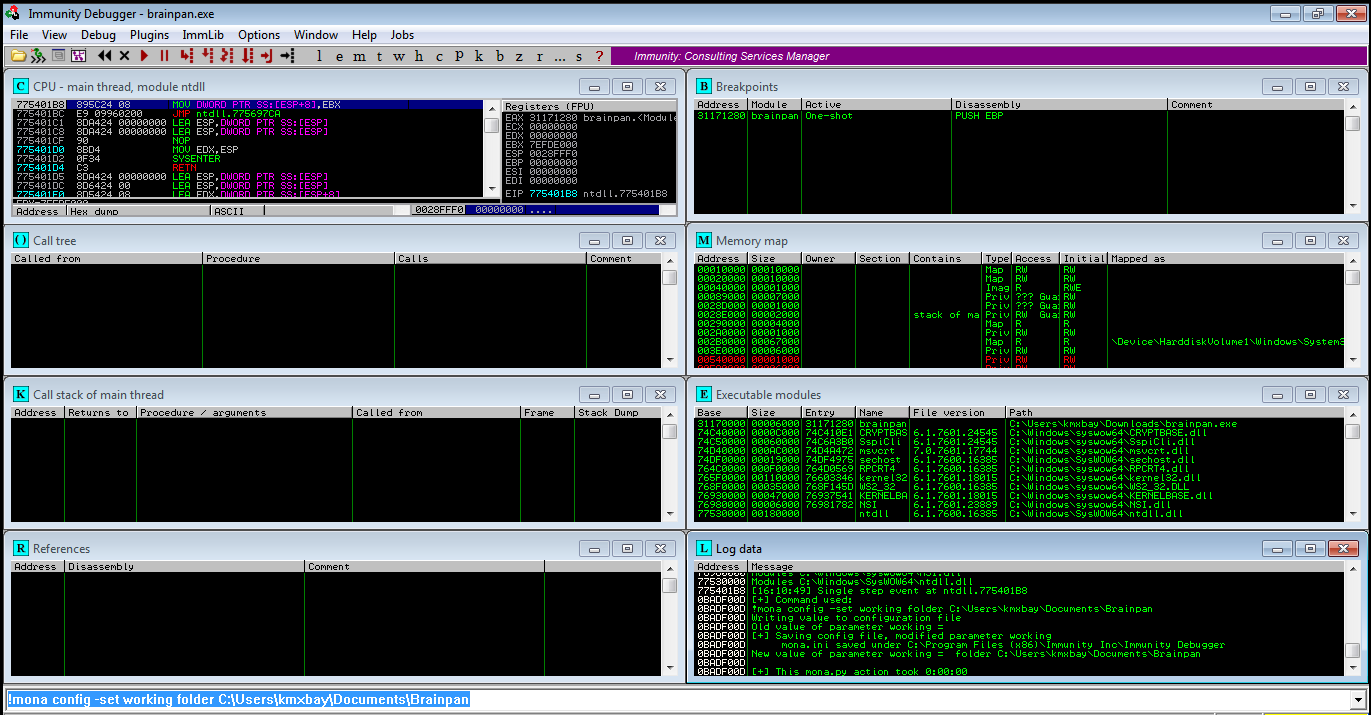 Immunity Debugger - brainpan.exe
File View Debug Plugins ImmLib Options Window Help Jobs
l e m t w h c P k b z r ... s ?
Immunity: Consulting Services Manager
C CPU - main thread, module ntdll
775401B8 895C24 08 MOV DWORD PTR SS:[ESP+8],EBX
775401BC E9 09960200 JMP ntdll.775697CA
775401C1 8DA424 00000000 LEA ESP,DWORD PTR SS:[ESP]
775401C8 8DA424 00000000 LEA ESP,DWORD PTR SS:[ESP]
775401CF 90 NOP
775401D0 8BD4 MOV EDX,ESP
775401D2 0F34 SYSENTER
775401D4 C3 RETN
775401D5 8DA424 00000000 LEA ESP,DWORD PTR SS:[ESP]
775401DC 8D6424 00 LEA ESP,DWORD PTR SS:[ESP]
775401E0 8D5424 08 LEA EDX,DWORD PTR SS:[ESP+8]
Address Hex dump ASCII
Registers (FPU)
EAX 31171280 brainpan.<Module
ECX 00000000
EDX 00000000
EBX 7EFDE000
ESP 0028FFF0
EBP 00000000
ESI 00000000
EDI 00000000
EIP 775401B8 ntdll.775401B8
0028FFF0 00000000 ....
B Breakpoints
Address Module Active Disassembly Comment
31171280 brainpan One-shot PUSH EBP
() Call tree
Called from Procedure Calls Comment
M Memory map
Address Size Owner Section Contains Type Access Initial Mapped as
00010000 00010000 Map RW RW
00020000 00010000 Map RW RW
00040000 00001000 Imag R RWE
00089000 00007000 Priv ??? Gua RW
0028D000 00001000 Priv ??? Gua RW
0028E000 00002000 stack of ma Priv RW Gua RW
00290000 00004000 Map R R
002A0000 00001000 Priv RW RW
002B0000 00067000 Map R R \Device\HarddiskVolume1\Windows\System3
003E0000 00006000 Priv RW RW
00540000 00001000 Priv RW RW
K Call stack of main thread
Address Returns to Procedure / arguments Called from Frame Stack Dump
E Executable modules
Base Size Entry Name File version Path
31170000 00006000 31171280 brainpan C:\Users\kmxbay\Downloads\brainpan.exe
74C40000 0000C000 74C410E1 CRYPTBAS 6.1.7601.24545 C:\Windows\syswow64\CRYPTBASE.dll
74C50000 00060000 74C6A3B0 SspiCli 6.1.7601.24545 C:\Windows\syswow64\SspiCli.dll
74D40000 000AC000 74D4A472 msvcrt 7.0.7601.17744 C:\Windows\syswow64\msvcrt.dll
74DF0000 00019000 74DF4975 sechost 6.1.7600.16385 C:\Windows\SysWOW64\sechost.dll
764C0000 000F0000 764D0569 RPCRT4 6.1.7600.16385 C:\Windows\syswow64\RPCRT4.dll
765F0000 00110000 76603346 kernel32 6.1.7601.18015 C:\Windows\syswow64\kernel32.dll
768F0000 00035000 768F145D WS2_32 6.1.7600.16385 C:\Windows\syswow64\WS2_32.DLL
76930000 00047000 76937541 KERNELBA 6.1.7601.18015 C:\Windows\syswow64\KERNELBASE.dll
76980000 00006000 76981782 NSI 6.1.7601.23889 C:\Windows\syswow64\NSI.dll
77530000 00180000 ntdll 6.1.7600.16385 C:\Windows\SysWOW64\ntdll.dll
R References
Address Disassembly Comment
L Log data
Address Message
77530000 Modules C:\Windows\SysWOW64\ntdll.dll
775401B8 [16:10:49] Single step event at ntdll.775401B8
0BADF00D [+] Command used:
0BADF00D !mona config -set working folder C:\Users\kmxbay\Documents\Brainpan
0BADF00D Writing value to configuration file
0BADF00D Old value of parameter working =
0BADF00D [+] Saving config file, modified parameter working
0BADF00D mona.ini saved under C:\Program Files (x86)\Immunity Inc\Immunity Debugger
0BADF00D New value of parameter working = folder C:\Users\kmxbay\Documents\Brainpan
0BADF00D
0BADF00D [+] This mona.py action took 0:00:00
!mona config -set working folder C:\Users\kmxbay\Documents\Brainpan